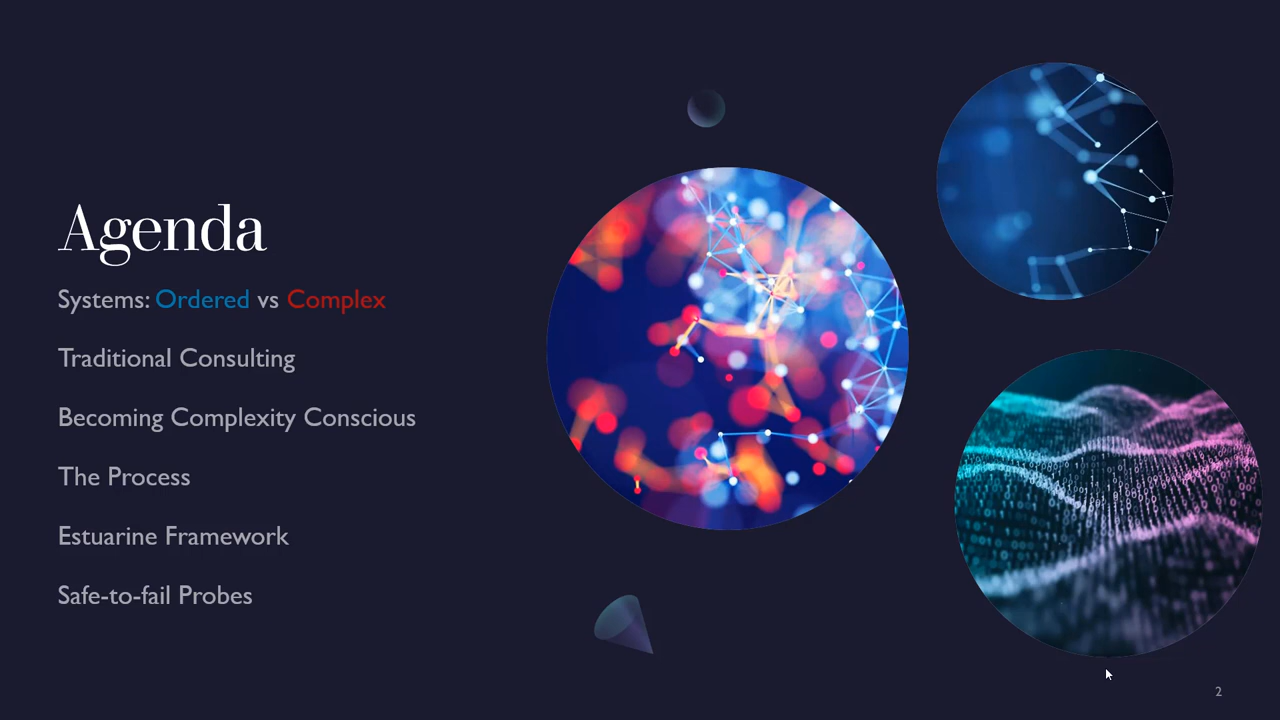 Agenda
Systems: Ordered vs Complex
Traditional Consulting
Becoming Complexity Conscious
The Process
Estuarine Framework
Safe-to-fail Probes
2